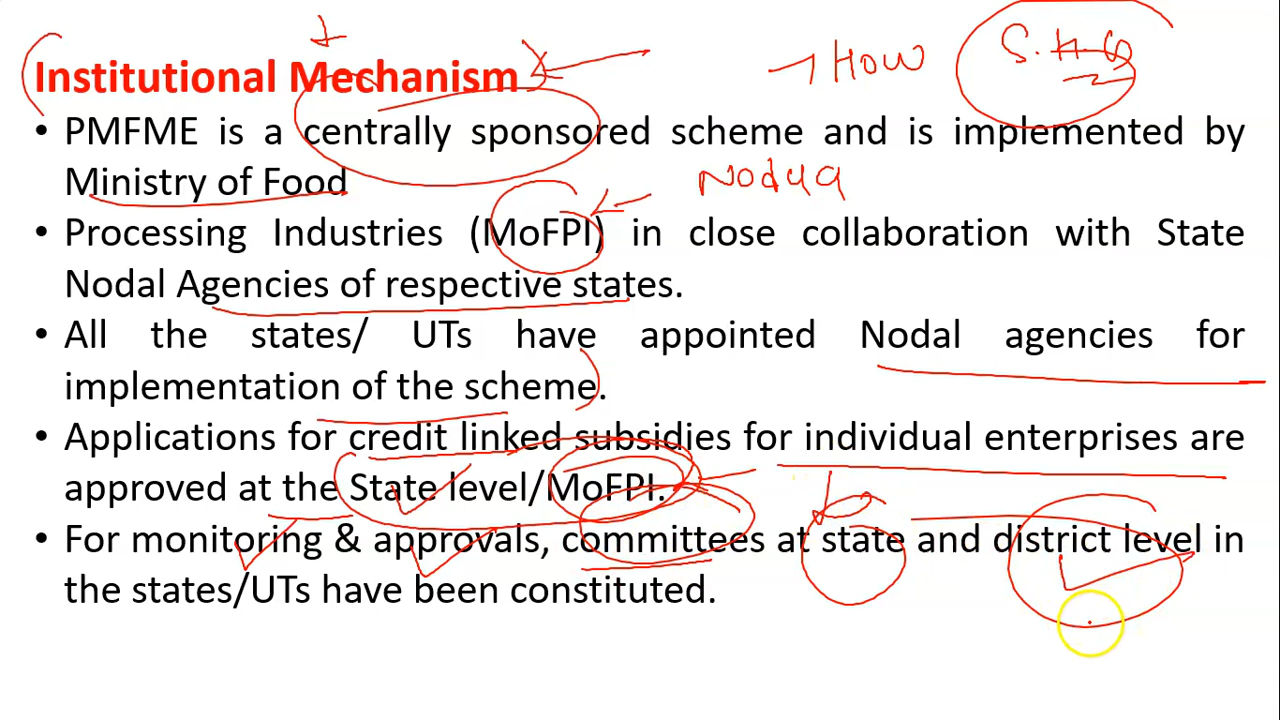 How S.H.G
Institutional Mechanism
• PMFME is a centrally sponsored scheme and is implemented by
Ministry of Food
Nodal
• Processing Industries (MoFPI) in close collaboration with State
Nodal Agencies of respective states.
• All the states/ UTs have appointed Nodal agencies for
implementation of the scheme.
• Applications for credit linked subsidies for individual enterprises are
approved at the State level/MoFPI.
• For monitoring & approvals, committees at state and district level in
the states/UTs have been constituted.